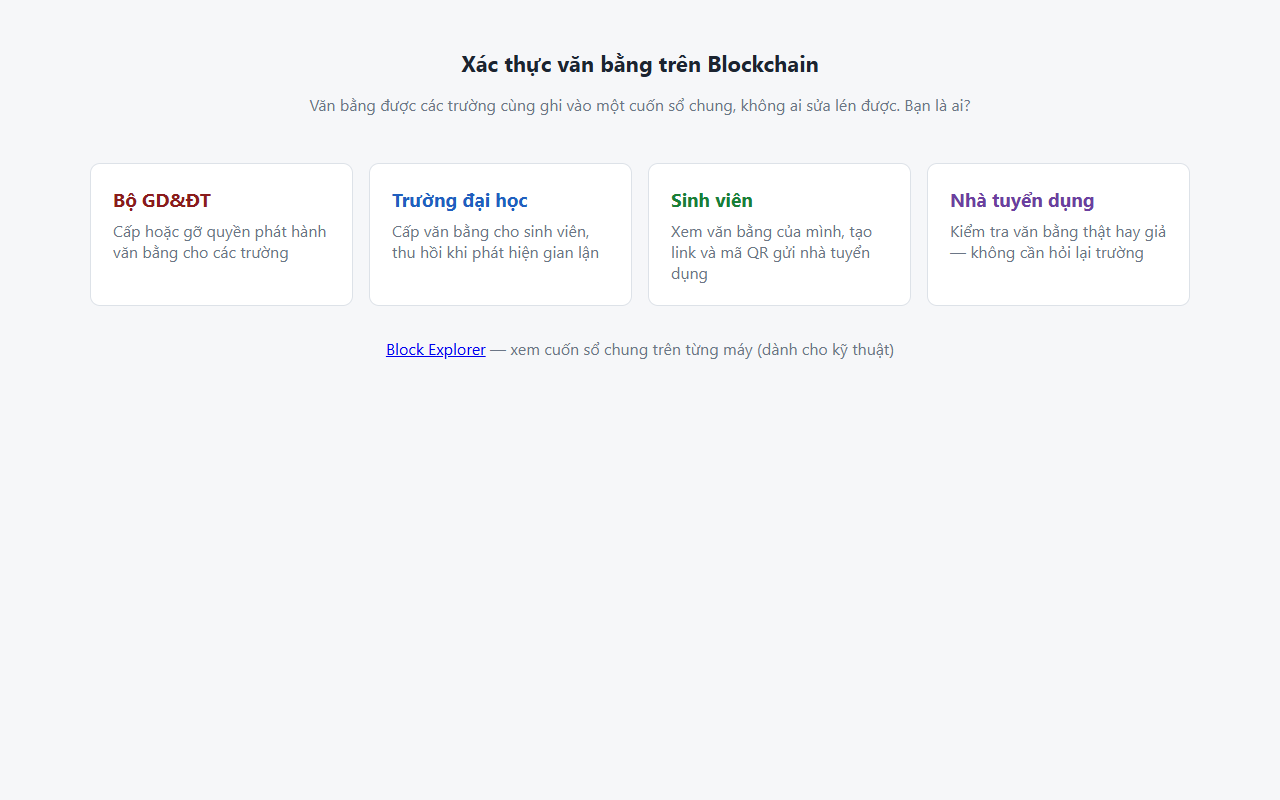 Xác thực văn bằng trên Blockchain
Văn bằng được các trường cùng ghi vào một cuốn sổ chung, không ai sửa lén được. Bạn là ai?
Bộ GD&ĐT
Cấp hoặc gỡ quyền phát hành
văn bằng cho các trường
Trường đại học
Cấp văn bằng cho sinh viên,
thu hồi khi phát hiện gian lận
Sinh viên
Xem văn bằng của mình, tạo
link và mã QR gửi nhà tuyển
dụng
Nhà tuyển dụng
Kiểm tra văn bằng thật hay giả
— không cần hỏi lại trường
Block Explorer — xem cuốn sổ chung trên từng máy (dành cho kỹ thuật)